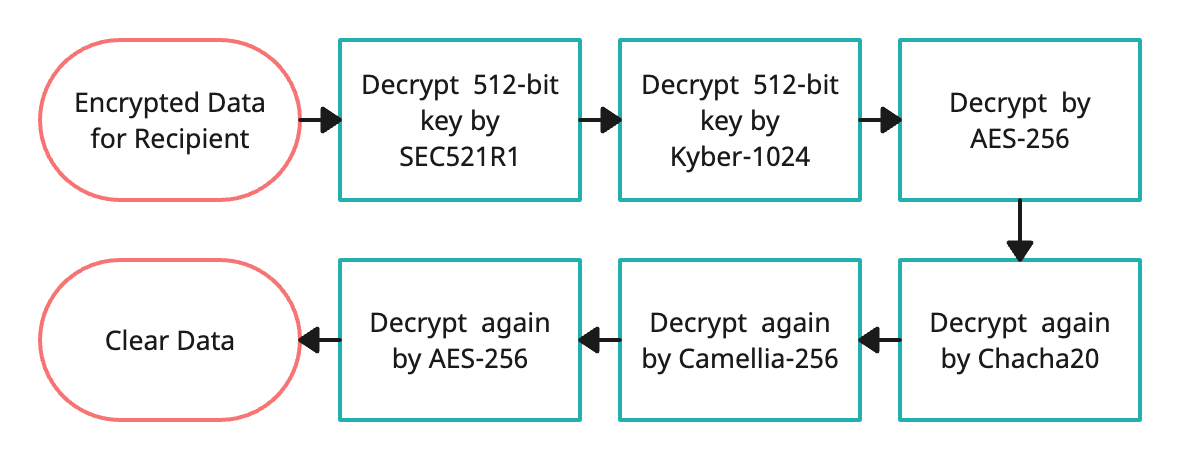 Encrypted Data
for Recipient
Decrypt 512-bit
key by
SEC521R1
Decrypt 512-bit
key by
Kyber-1024
Decrypt by
AES-256
Decrypt again
by Chacha20
Decrypt again
by Camellia-256
Decrypt again
by AES-256
Clear Data